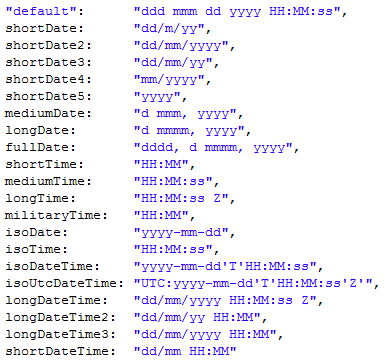 "default": "ddd mmm dd yyyy HH:MM:ss",
shortDate: "dd/m/yy",
shortDate2: "dd/mm/yyyy",
shortDate3: "dd/mm/yy",
shortDate4: "mm/yyyy",
shortDate5: "yyyy",
mediumDate: "d mmm, yyyy",
longDate: "d mmmm, yyyy",
fullDate: "dddd, d mmmm, yyyy",
shortTime: "HH:MM",
mediumTime: "HH:MM:ss",
longTime: "HH:MM:ss Z",
militaryTime: "HH:MM",
isoDate: "yyyy-mm-dd",
isoTime: "HH:MM:ss",
isoDateTime: "yyyy-mm-dd'T'HH:MM:ss",
isoUtcDateTime: "UTC:yyyy-mm-dd'T'HH:MM:ss'Z'",
longDateTime: "dd/mm/yyyy HH:MM:ss Z",
longDateTime2: "dd/mm/yy HH:MM",
longDateTime3: "dd/mm/yyyy HH:MM",
shortDateTime: "dd/mm HH:MM"